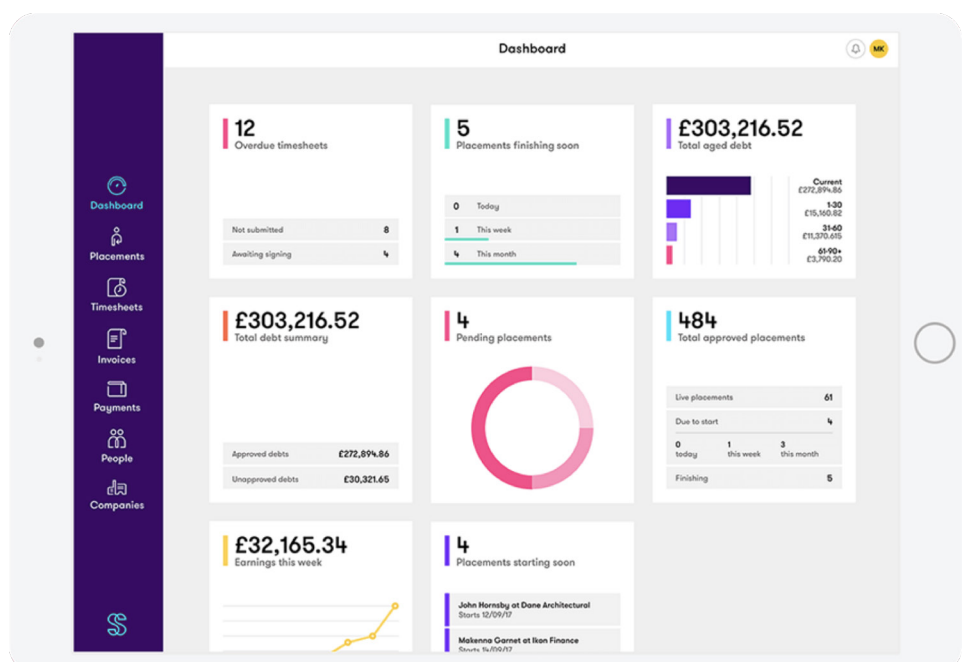 Dashboard
MK
Dashboard
Placements
Timesheets
Invoices
Payments
People
Companies
12
Overdue timesheets
Not submitted 8
Awaiting signing 4
5
Placements finishing soon
0 Today
1 This week
4 This month
£303,216.52
Total aged debt
Current
£272,894.86
1-30
£15,160.82
31-60
£11,370.615
61-90+
£3,790.20
£303,216.52
Total debt summary
Approved debts £272,894.86
Unapproved debts £30,321.65
4
Pending placements
484
Total approved placements
Live placements 61
Due to start 4
0 1 3
today this week this month
Finishing 5
£32,165.34
Earnings this week
4
Placements starting soon
John Hornsby at Dane Architectural
Starts 12/09/17
Makenna Garnet at Ikon Finance
Starts 14/09/17